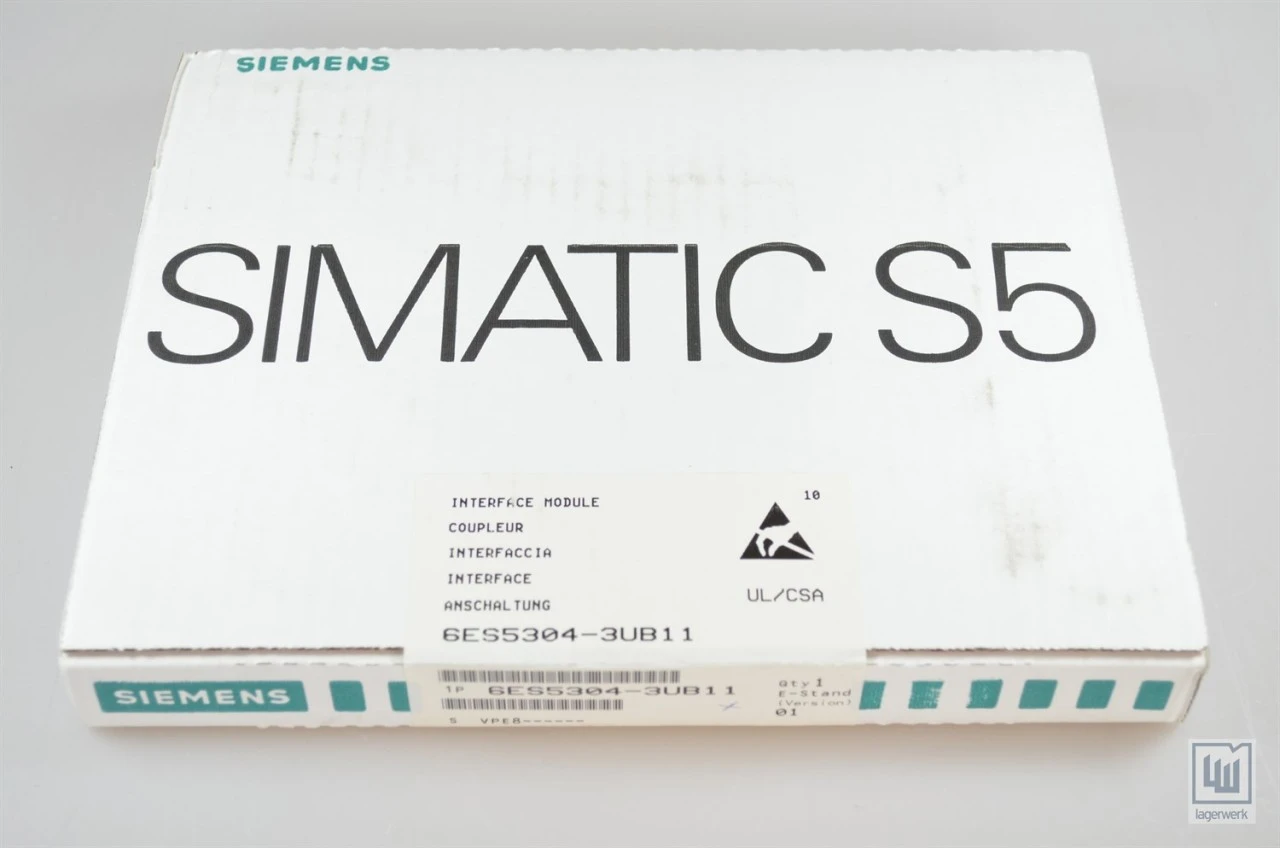 SIEMENS
SIMATIC S5
INTERFACE MODULE
COUPLEUR
INTERFACCIA
INTERFACE
ANSCHALTUNG
6ES5304-3UB11
10
UL/CSA
SIEMENS
1P 6ES5304-3UB11
S VPE8------
Qty 1
E-Stand
(Version)
01
lagerwerk